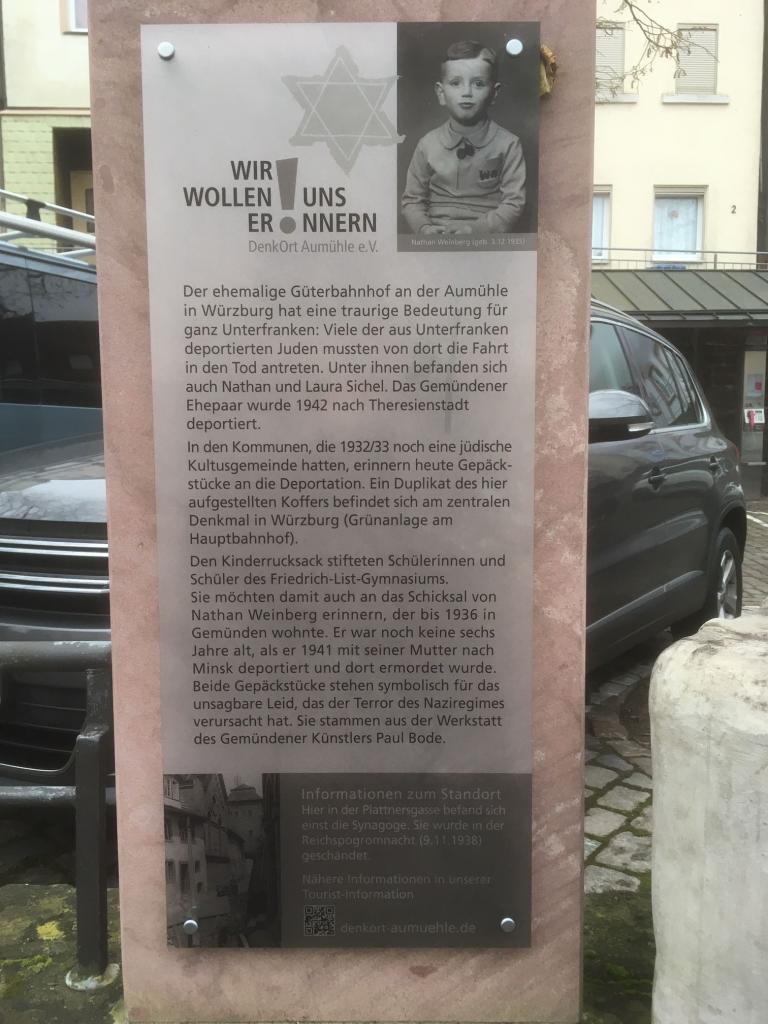 WIR
WOLLEN ! UNS
ER NNERN
DenkOrt Aumühle e.V.
Nathan Weinberg (geb. 3.12.1935)
Der ehemalige Güterbahnhof an der Aumühle
in Würzburg hat eine traurige Bedeutung für
ganz Unterfranken: Viele der aus Unterfranken
deportierten Juden mussten von dort die Fahrt
in den Tod antreten. Unter ihnen befanden sich
auch Nathan und Laura Sichel. Das Gemündener
Ehepaar wurde 1942 nach Theresienstadt
deportiert.
In den Kommunen, die 1932/33 noch eine jüdische
Kultusgemeinde hatten, erinnern heute Gepäck-
stücke an die Deportation. Ein Duplikat des hier
aufgestellten Koffers befindet sich am zentralen
Denkmal in Würzburg (Grünanlage am
Hauptbahnhof).
Den Kinderrucksack stifteten Schülerinnen und
Schüler des Friedrich-List-Gymnasiums.
Sie möchten damit auch an das Schicksal von
Nathan Weinberg erinnern, der bis 1936 in
Gemünden wohnte. Er war noch keine sechs
Jahre alt, als er 1941 mit seiner Mutter nach
Minsk deportiert und dort ermordet wurde.
Beide Gepäckstücke stehen symbolisch für das
unsagbare Leid, das der Terror des Naziregimes
verursacht hat. Sie stammen aus der Werkstatt
des Gemündener Künstlers Paul Bode.
Informationen zum Standort
Hier in der Plattnersgasse befand sich
einst die Synagoge. Sie wurde in der
Reichspogromnacht (9.11.1938)
geschändet.
Nähere Informationen in unserer
Tourist-Information
denkort-aumuehle.de
2